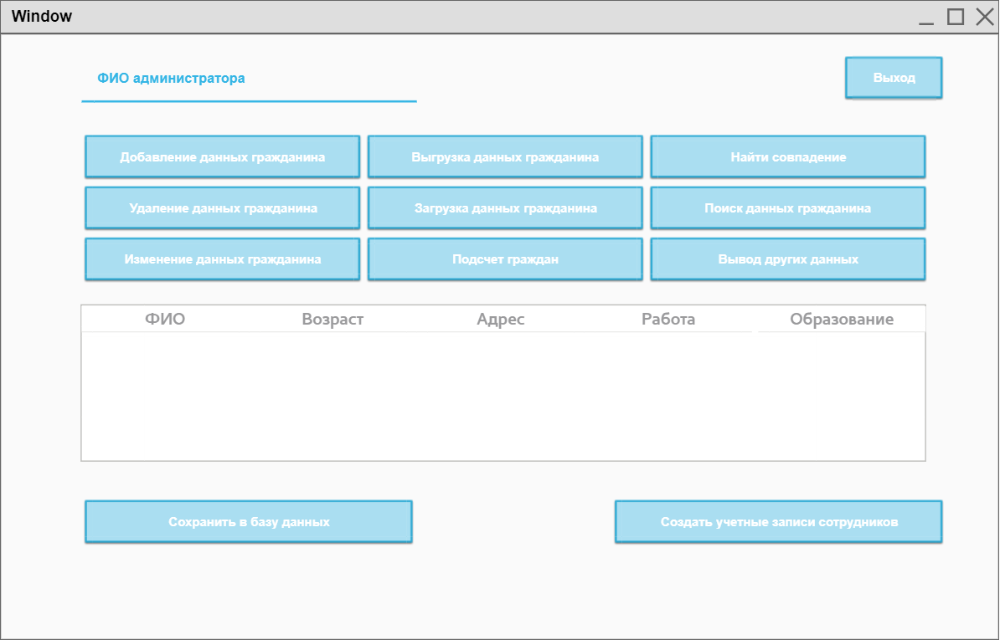 Window
ФИО администратора
Выход
Добавление данных гражданина
Выгрузка данных гражданина
Найти совпадение
Удаление данных гражданина
Загрузка данных гражданина
Поиск данных гражданина
Изменение данных гражданина
Подсчет граждан
Вывод других данных
ФИО Возраст Адрес Работа Образование
Сохранить в базу данных
Создать учетные записи сотрудников